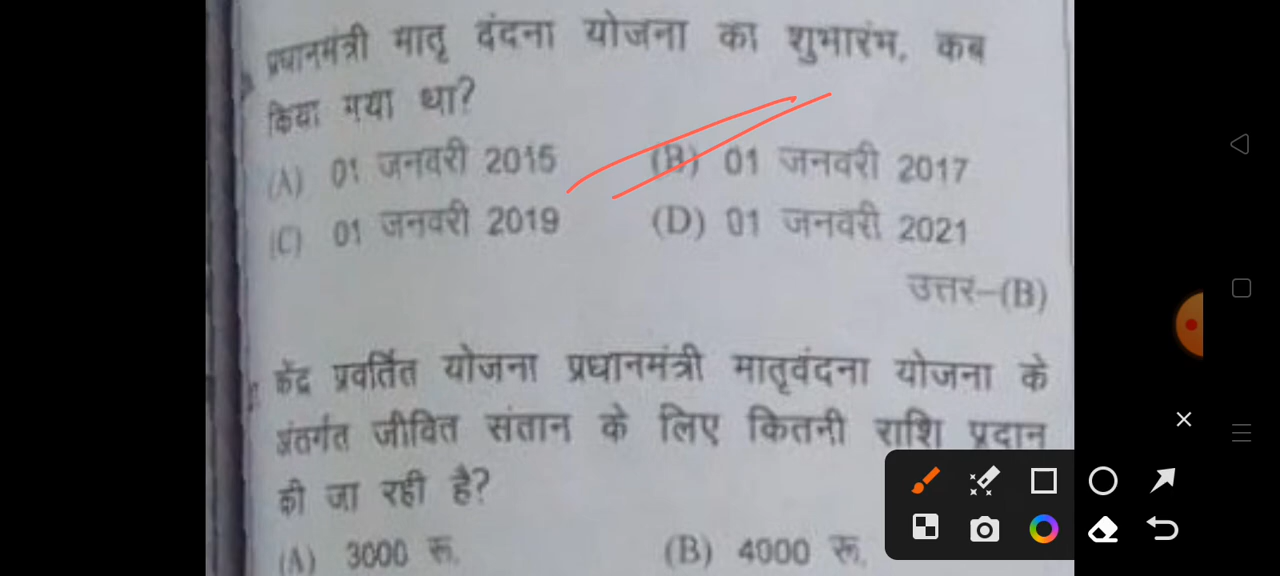 प्रधानमंत्री मातृ वंदना योजना का शुभारंभ, कब
किया गया था?
(A) 01 जनवरी 2015 (B) 01 जनवरी 2017
(C) 01 जनवरी 2019 (D) 01 जनवरी 2021
उत्तर–(B)
केंद्र प्रवर्तित योजना प्रधानमंत्री मातृवंदना योजना के
अंतर्गत जीवित संतान के लिए कितनी राशि प्रदान
की जा रही है?
(A) 3000 रू. (B) 4000 रू.